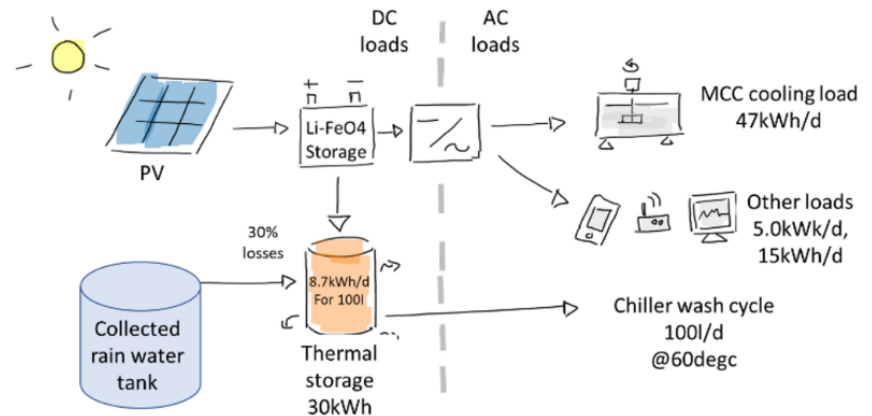 DC
loads
AC
loads
PV
Li-FeO4
Storage
MCC cooling load
47kWh/d
Other loads
5.0kWk/d,
15kWh/d
30%
losses
8.7kWh/d
For 100l
Collected
rain water
tank
Thermal
storage
30kWh
Chiller wash cycle
100l/d
@60degc